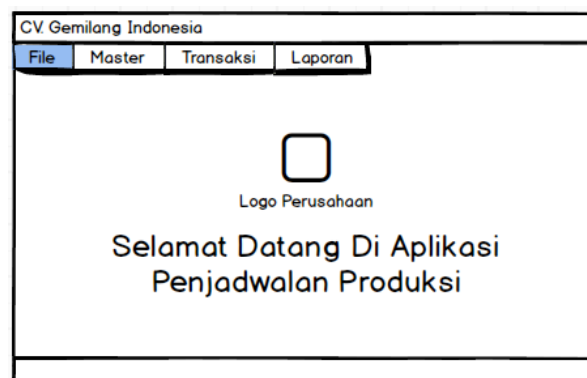 CV. Gemilang Indonesia
File Master Transaksi Laporan
Logo Perusahaan
Selamat Datang Di Aplikasi
Penjadwalan Produksi